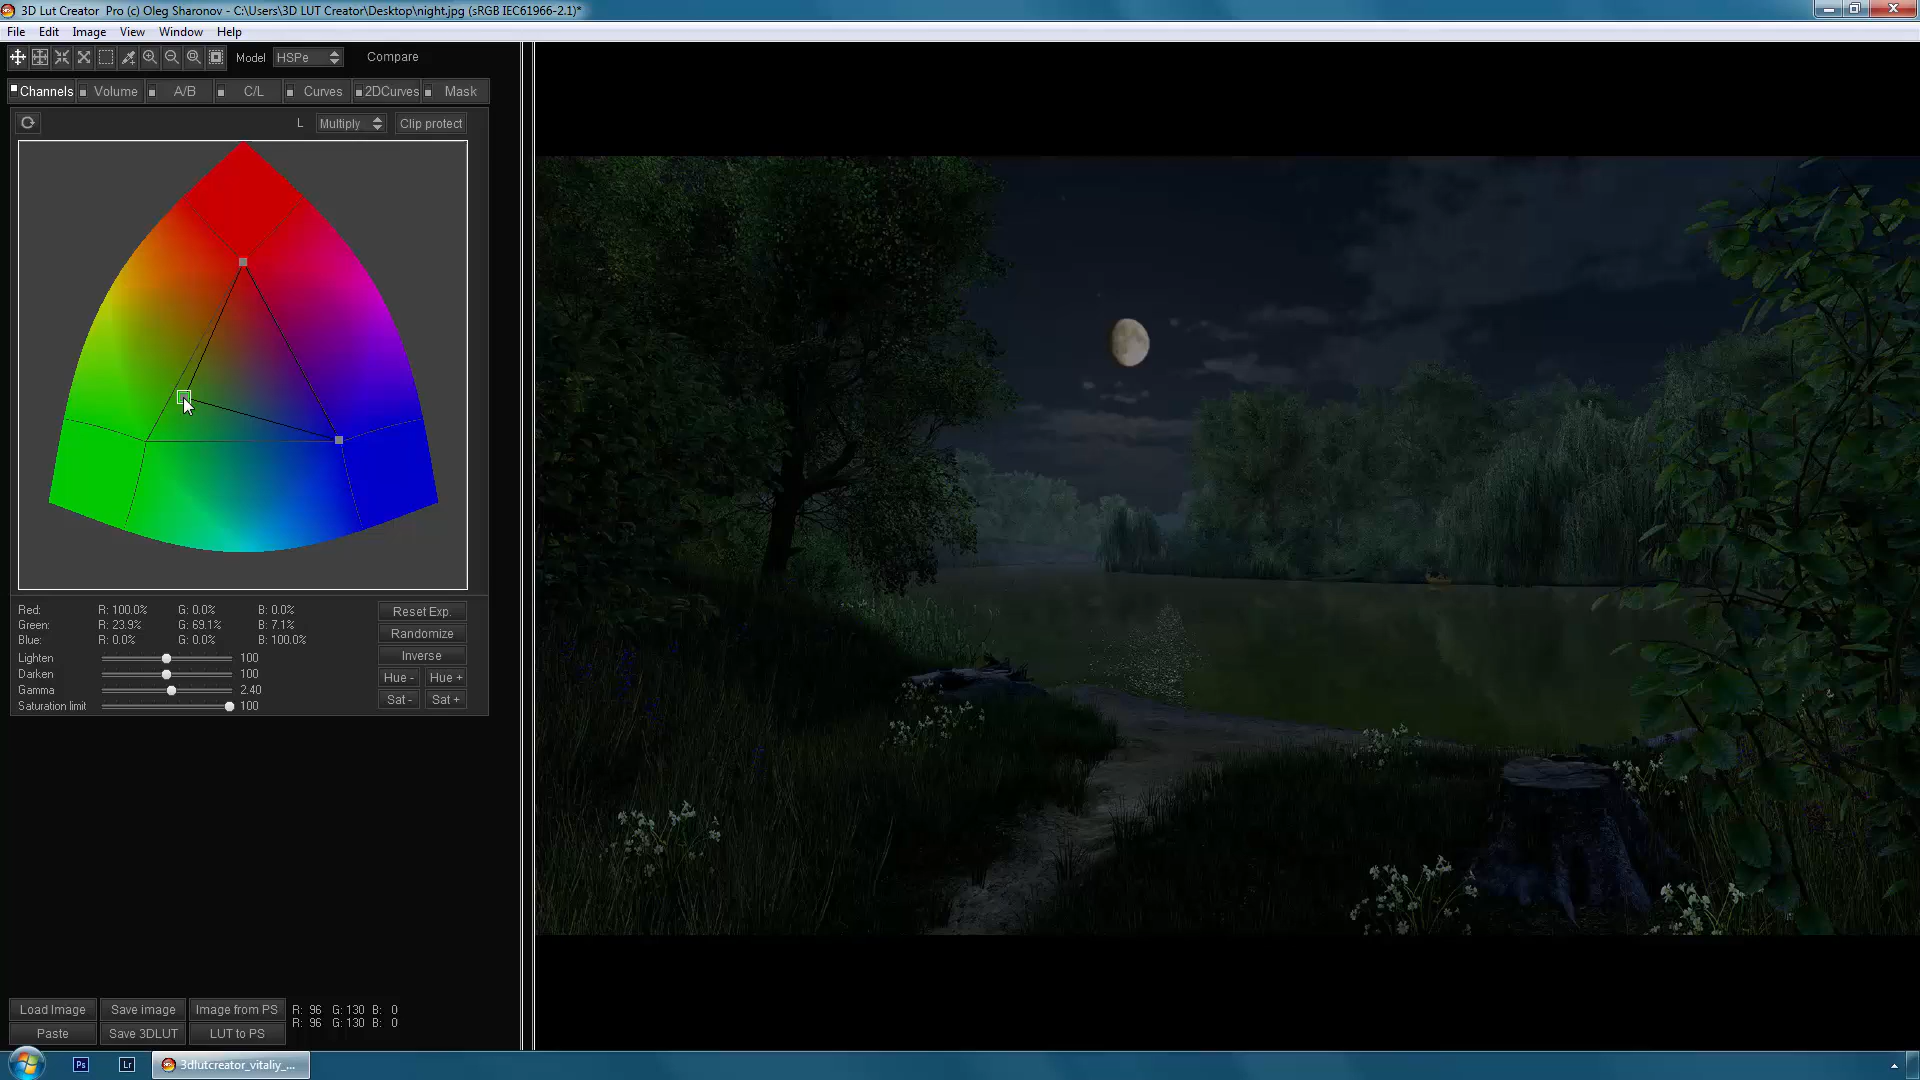 3D Lut Creator Pro (c) Oleg Sharonov - C:\Users\3D LUT Creator\Desktop\night.jpg (sRGB IEC61966-2.1)*
File Edit Image View Window Help
Model HSPe Compare
Channels Volume A/B C/L Curves 2DCurves Mask
L Multiply Clip protect
Red: R: 100.0% G: 0.0% B: 0.0%
Green: R: 23.9% G: 69.1% B: 7.1%
Blue: R: 0.0% G: 0.0% B: 100.0%
Reset Exp.
Randomize
Inverse
Hue - Hue +
Sat - Sat +
Lighten 100
Darken 100
Gamma 2.40
Saturation limit 100
Load Image Save image Image from PS R: 96 G: 130 B: 0
R: 96 G: 130 B: 0
Paste Save 3DLUT LUT to PS
Ps Lr 3dlutcreator_vitaliy_...